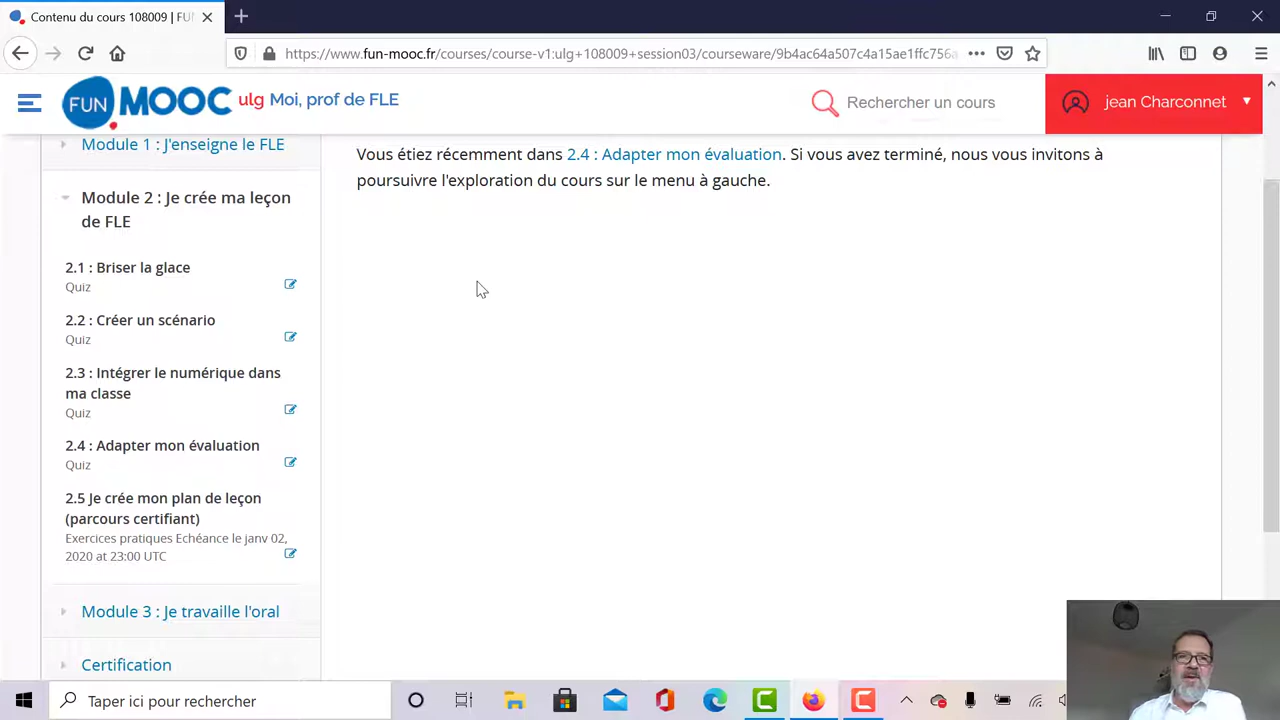 Contenu du cours 108009 | FUN
https://www.fun-mooc.fr/courses/course-v1:ulg+108009+session03/courseware/9b4ac64a507c4a15ae1ffc756a
FUN MOOC ulg Moi, prof de FLE
Rechercher un cours
jean Charconnet
Module 1 : J'enseigne le FLE
Module 2 : Je crée ma leçon
de FLE
2.1 : Briser la glace
Quiz
2.2 : Créer un scénario
Quiz
2.3 : Intégrer le numérique dans
ma classe
Quiz
2.4 : Adapter mon évaluation
Quiz
2.5 Je crée mon plan de leçon
(parcours certifiant)
Exercices pratiques Echéance le janv 02,
2020 at 23:00 UTC
Module 3 : Je travaille l'oral
Certification
Vous étiez récemment dans 2.4 : Adapter mon évaluation. Si vous avez terminé, nous vous invitons à
poursuivre l'exploration du cours sur le menu à gauche.
Taper ici pour rechercher